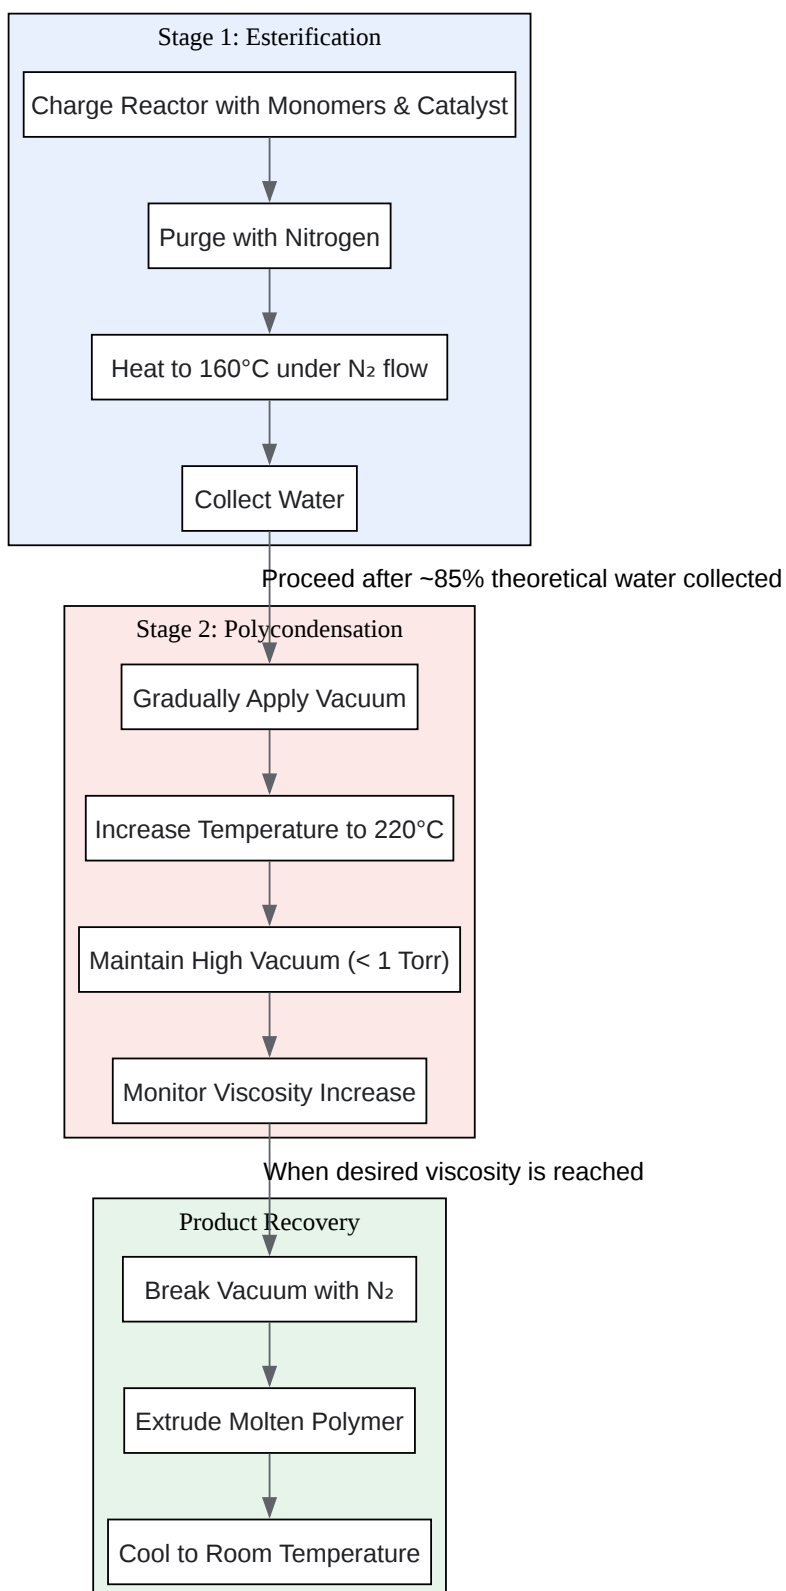 Stage 1: Esterification
Charge Reactor with Monomers & Catalyst
Purge with Nitrogen
Heat to 160°C under N₂ flow
Collect Water
Proceed after ~85% theoretical water collected
Stage 2: Polycondensation
Gradually Apply Vacuum
Increase Temperature to 220°C
Maintain High Vacuum (< 1 Torr)
Monitor Viscosity Increase
When desired viscosity is reached
Product Recovery
Break Vacuum with N₂
Extrude Molten Polymer
Cool to Room Temperature